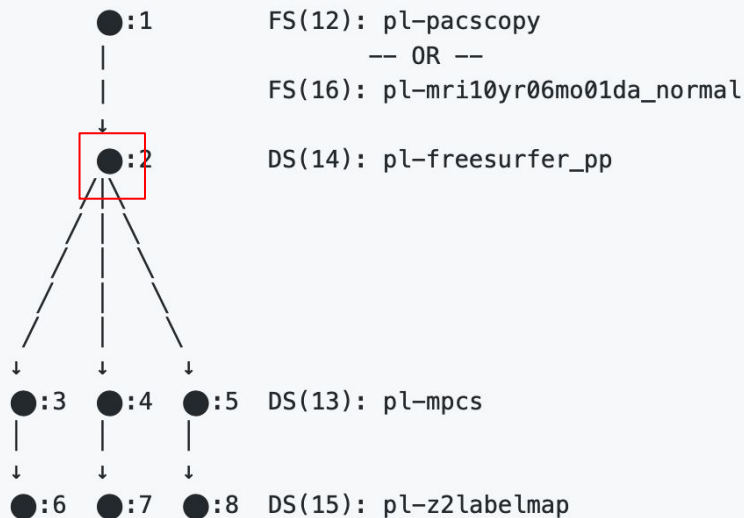 ●:1 FS(12): pl-pacscopy
-- OR --
FS(16): pl-mri10yr06mo01da_normal
●:2 DS(14): pl-freesurfer_pp
●:3 ●:4 ●:5 DS(13): pl-mpcs
●:6 ●:7 ●:8 DS(15): pl-z2labelmap